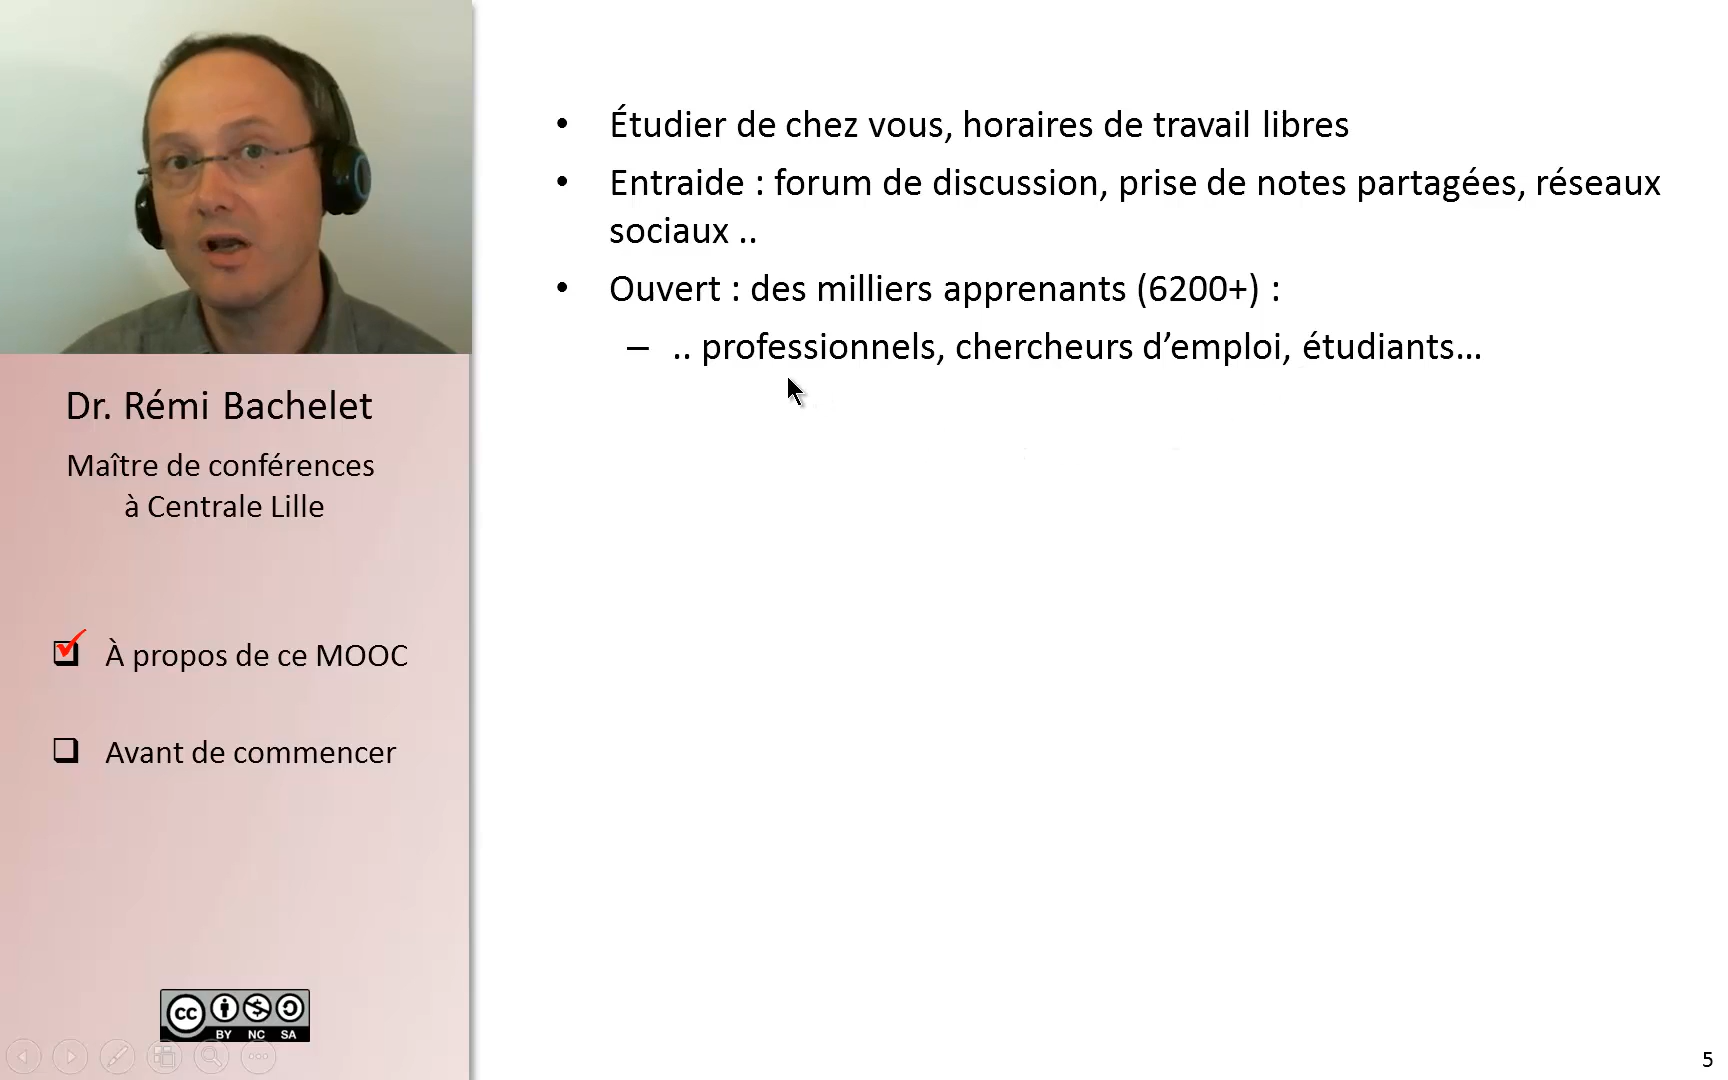 Étudier de chez vous, horaires de travail libres
Entraide : forum de discussion, prise de notes partagées, réseaux
sociaux ..
Ouvert : des milliers apprenants (6200+) :
– .. professionnels, chercheurs d’emploi, étudiants…
Dr. Rémi Bachelet
Maître de conférences
à Centrale Lille
À propos de ce MOOC
Avant de commencer
cc
BY NC SA
5